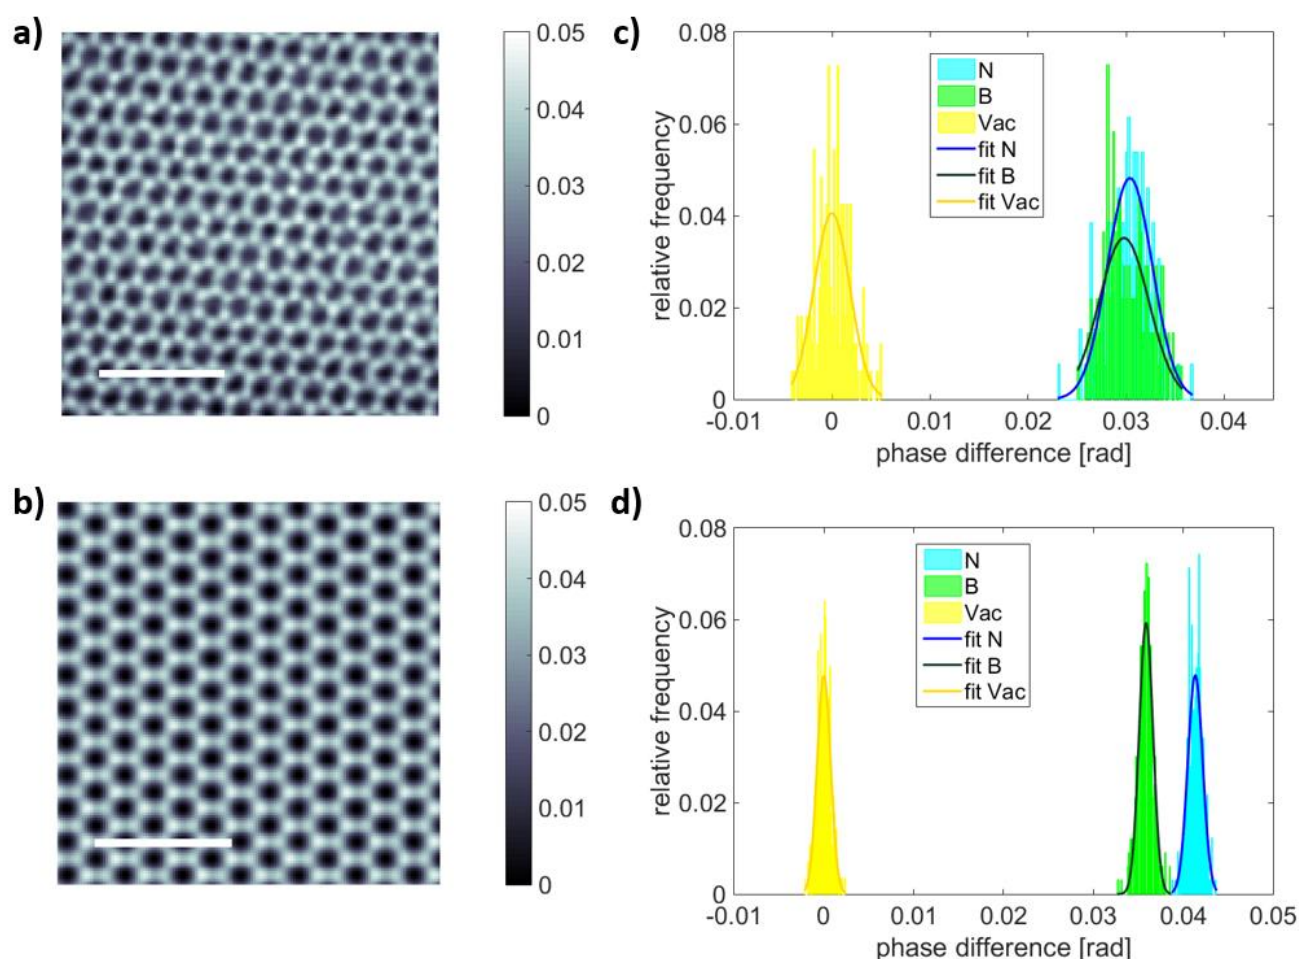 a)
0.05
0.04
0.03
0.02
0.01
0
c)
0.08
0.06
0.04
0.02
0
relative frequency
N
B
Vac
fit N
fit B
fit Vac
-0.01
0
0.01
0.02
0.03
0.04
phase difference [rad]
b)
0.05
0.04
0.03
0.02
0.01
0
d)
0.08
0.06
0.04
0.02
0
relative frequency
N
B
Vac
fit N
fit B
fit Vac
-0.01
0
0.01
0.02
0.03
0.04
0.05
phase difference [rad]